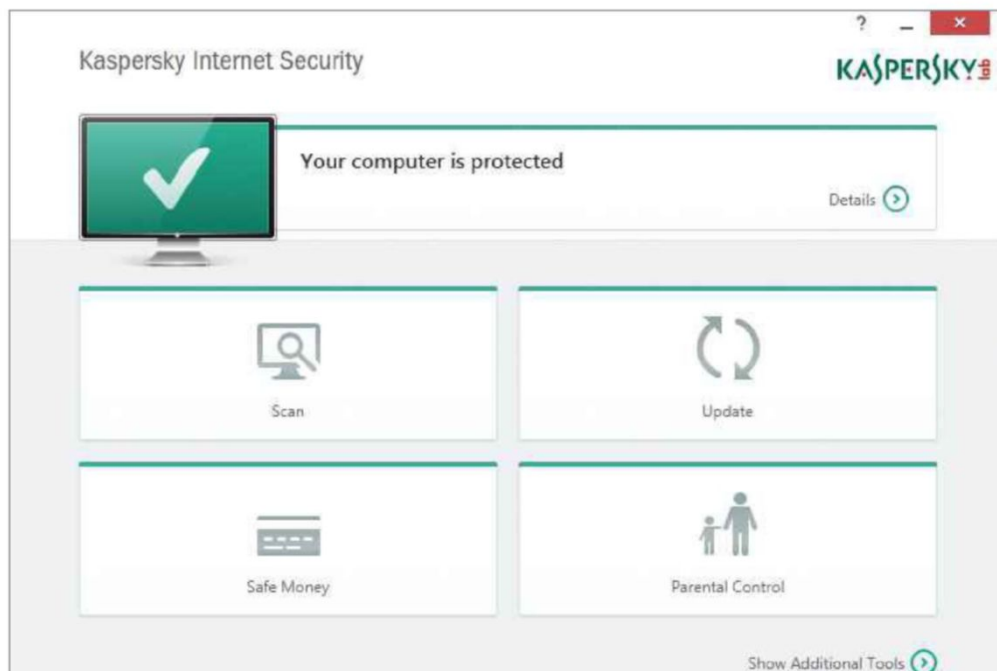 ?
Kaspersky Internet Security
KASPERSKY lab
Your computer is protected
Details
Scan
Update
Safe Money
Parental Control
Show Additional Tools